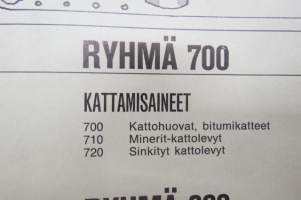 RYHMÄ 700
KATTAMISAINEET
700 Kattohuovat, bitumikatteet
710 Minerit-kattolevyt
720 Sinkityt kattolevyt